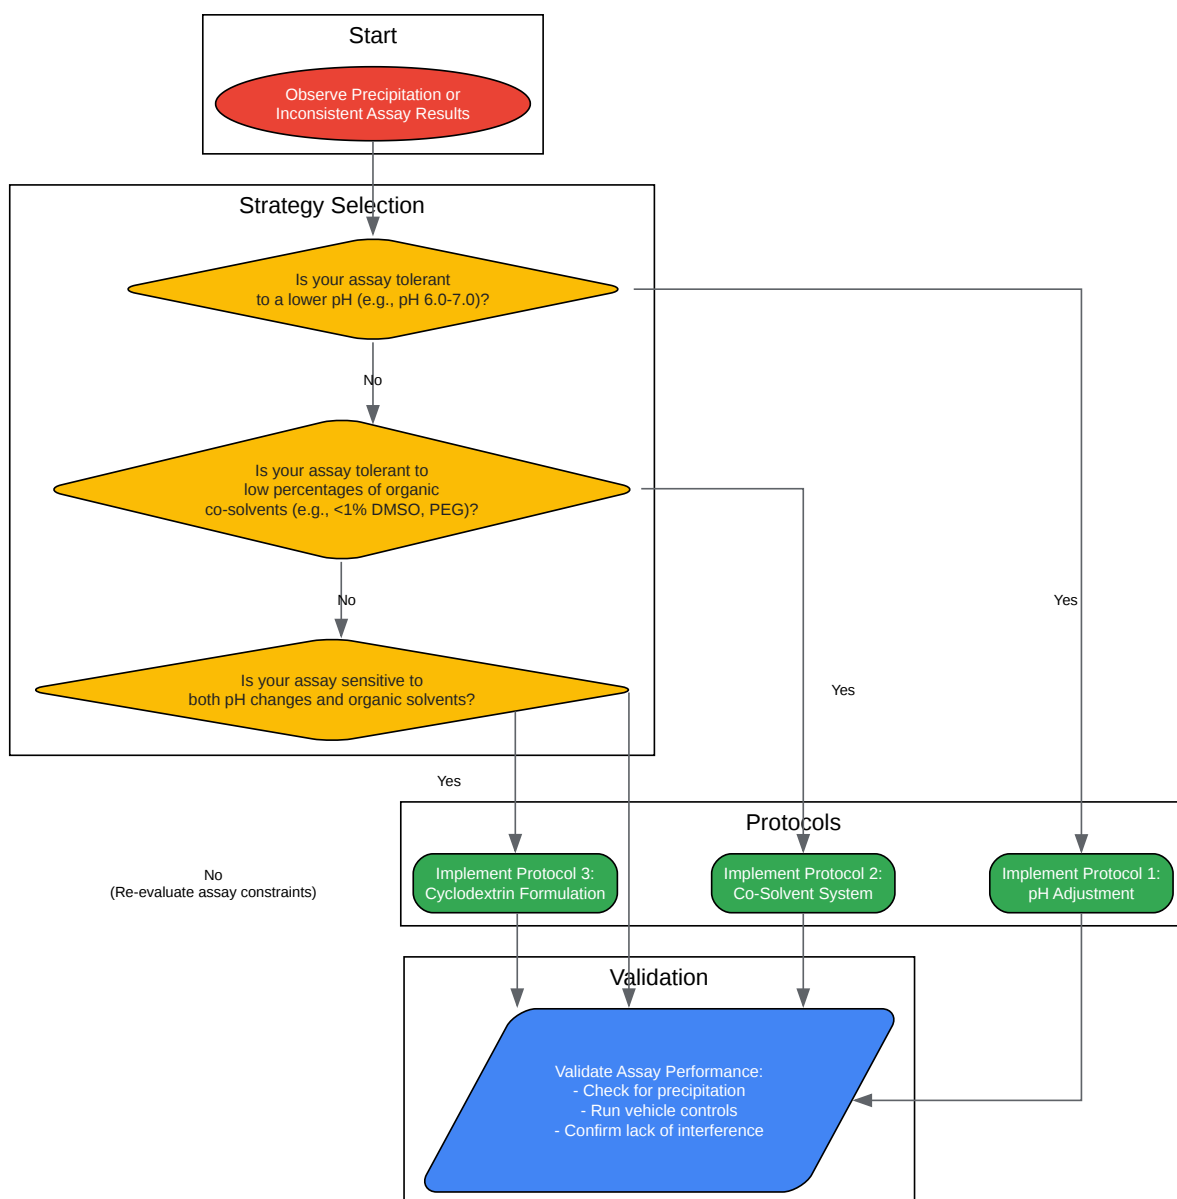 Start
Observe Precipitation or
Inconsistent Assay Results
Strategy Selection
Is your assay tolerant
to a lower pH (e.g., pH 6.0-7.0)?
No
Is your assay tolerant to
low percentages of organic
co-solvents (e.g., <1% DMSO, PEG)?
No
Yes
Is your assay sensitive to
both pH changes and organic solvents?
Yes
Yes
Protocols
No
(Re-evaluate assay constraints)
Implement Protocol 3:
Cyclodextrin Formulation
Implement Protocol 2:
Co-Solvent System
Implement Protocol 1:
pH Adjustment
Validation
Validate Assay Performance:
- Check for precipitation
- Run vehicle controls
- Confirm lack of interference